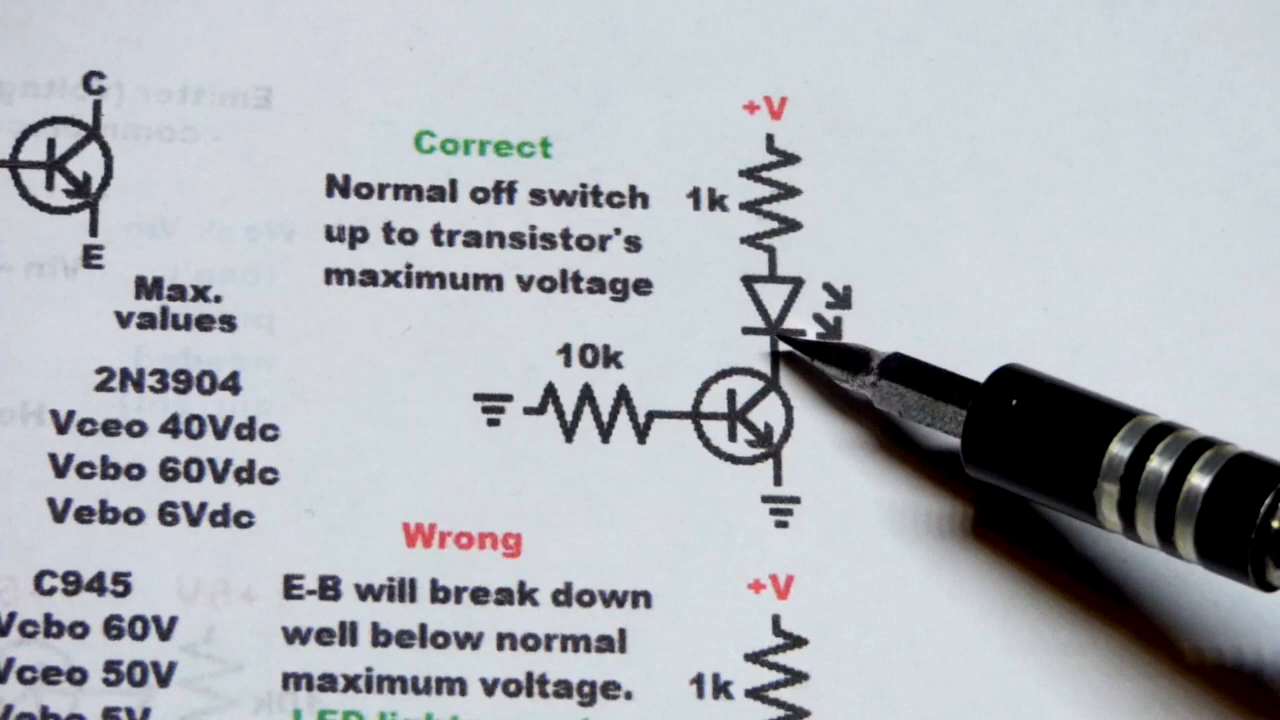 C
E
Max.
values
2N3904
Vceo 40Vdc
Vcbo 60Vdc
Vebo 6Vdc
C945
Vcbo 60V
Vceo 50V
Correct
Normal off switch
up to transistor's
maximum voltage
+V
1k
10k
Wrong
E-B will break down
well below normal
maximum voltage.
+V
1k